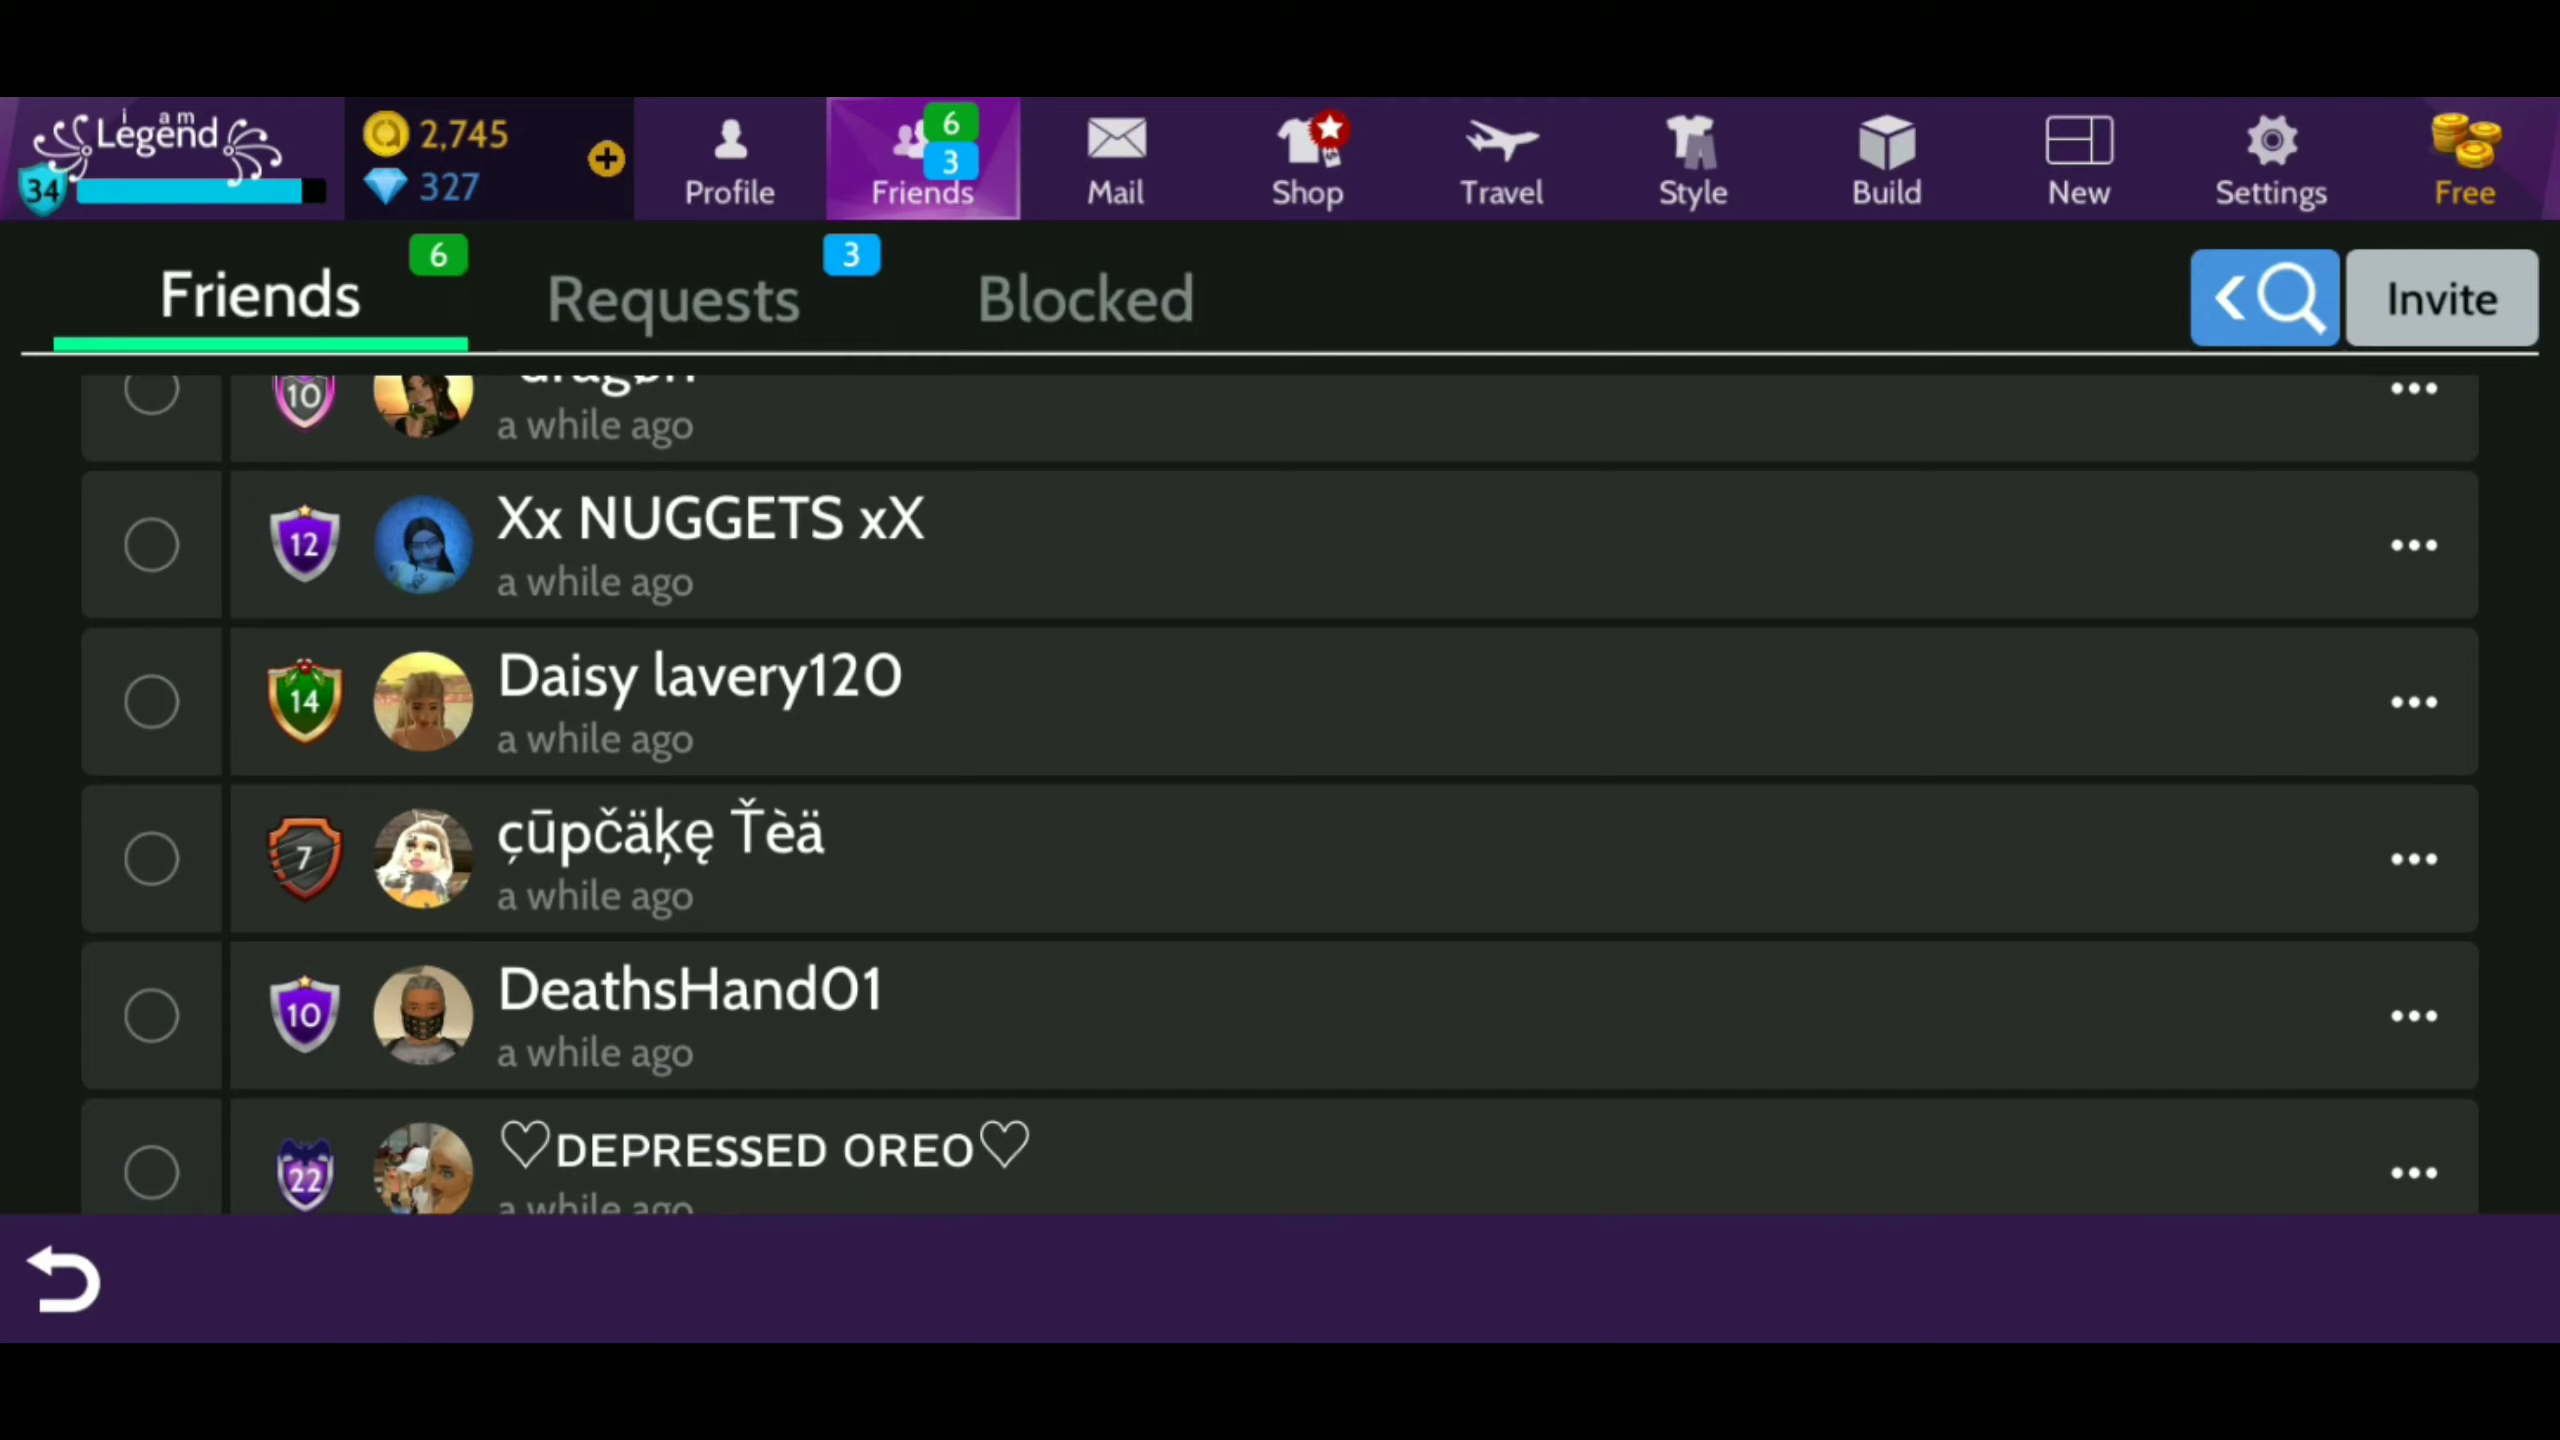 i am
Legend
34
2,745
327
Profile
6
3
Friends
Mail
Shop
Travel
Style
Build
New
Settings
Free
Friends
6
Requests
3
Blocked
Invite
10
a while ago
12
Xx NUGGETS xX
a while ago
14
Daisy lavery120
a while ago
7
çūpčäķę Ťèä
a while ago
10
DeathsHand01
a while ago
22
♡DEPRESSED OREO♡
a while ago